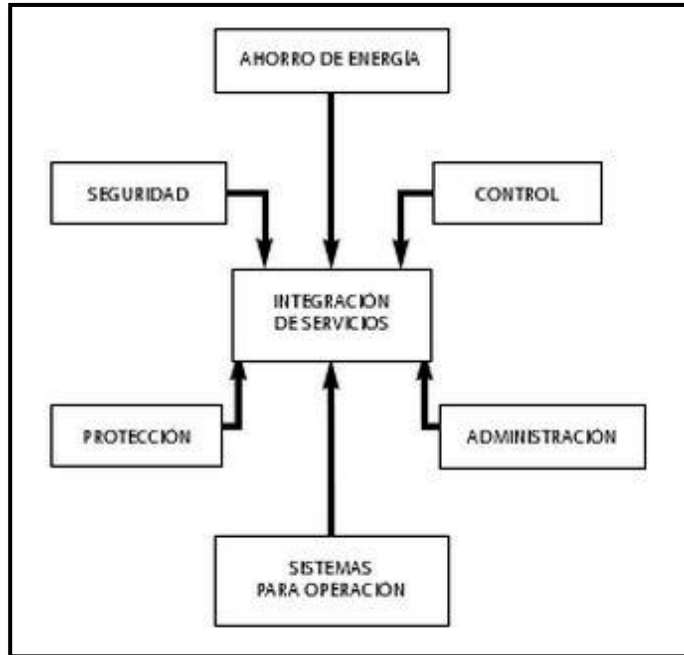 AHORRO DE ENERGÍA
SEGURIDAD
CONTROL
INTEGRACIÓN
DE SERVICIOS
PROTECCIÓN
ADMINISTRACIÓN
SISTEMAS
PARA OPERACIÓN